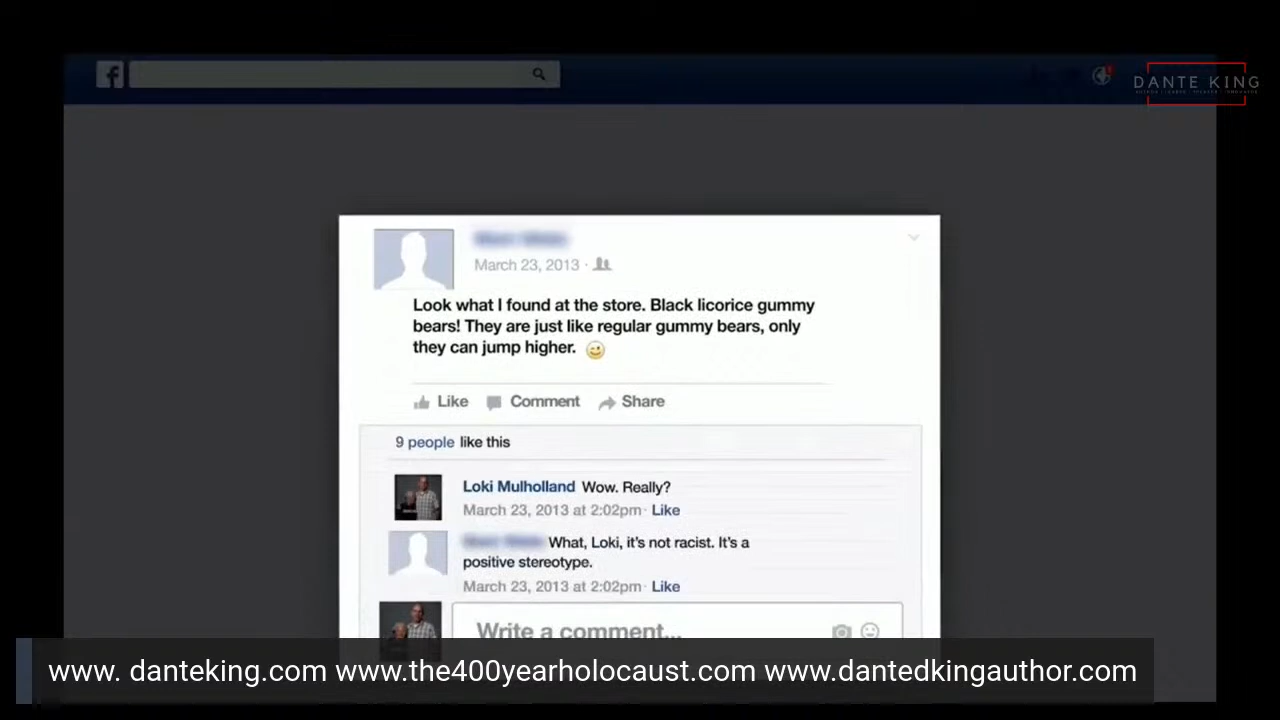 f
DANTE KING
March 23, 2013 ·
Look what I found at the store. Black licorice gummy
bears! They are just like regular gummy bears, only
they can jump higher.
Like Comment Share
9 people like this
Loki Mulholland Wow. Really?
March 23, 2013 at 2:02pm · Like
What, Loki, it's not racist. It's a
positive stereotype.
March 23, 2013 at 2:02pm · Like
Write a comment...
www. danteking.com www.the400yearholocaust.com www.dantedkingauthor.com